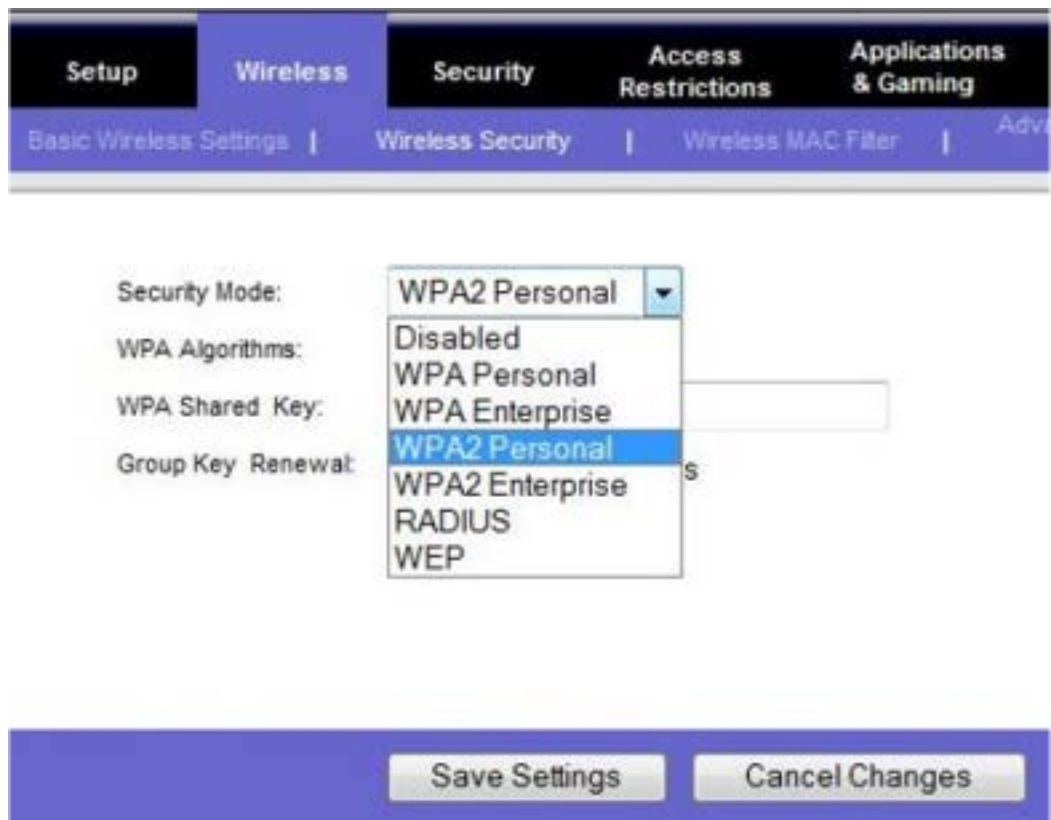 Setup Wireless Security Access Restrictions Applications & Gaming
Basic Wireless Settings | Wireless Security | Wireless MAC Filter |
Security Mode: WPA2 Personal
Disabled
WPA Algorithms:
WPA Personal
WPA Shared Key:
WPA Enterprise
WPA2 Personal
Group Key Renewal: s
WPA2 Enterprise
RADIUS
WEP
Save Settings Cancel Changes